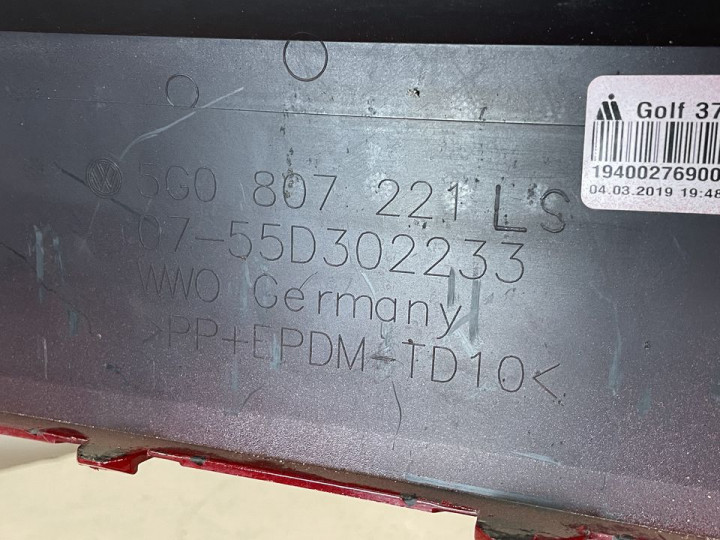 5G0 807 221 LS
07-55D302233
WWO Germany
>PP+EPDM-TD10<
Golf 37
19400276900
04.03.2019 19:48